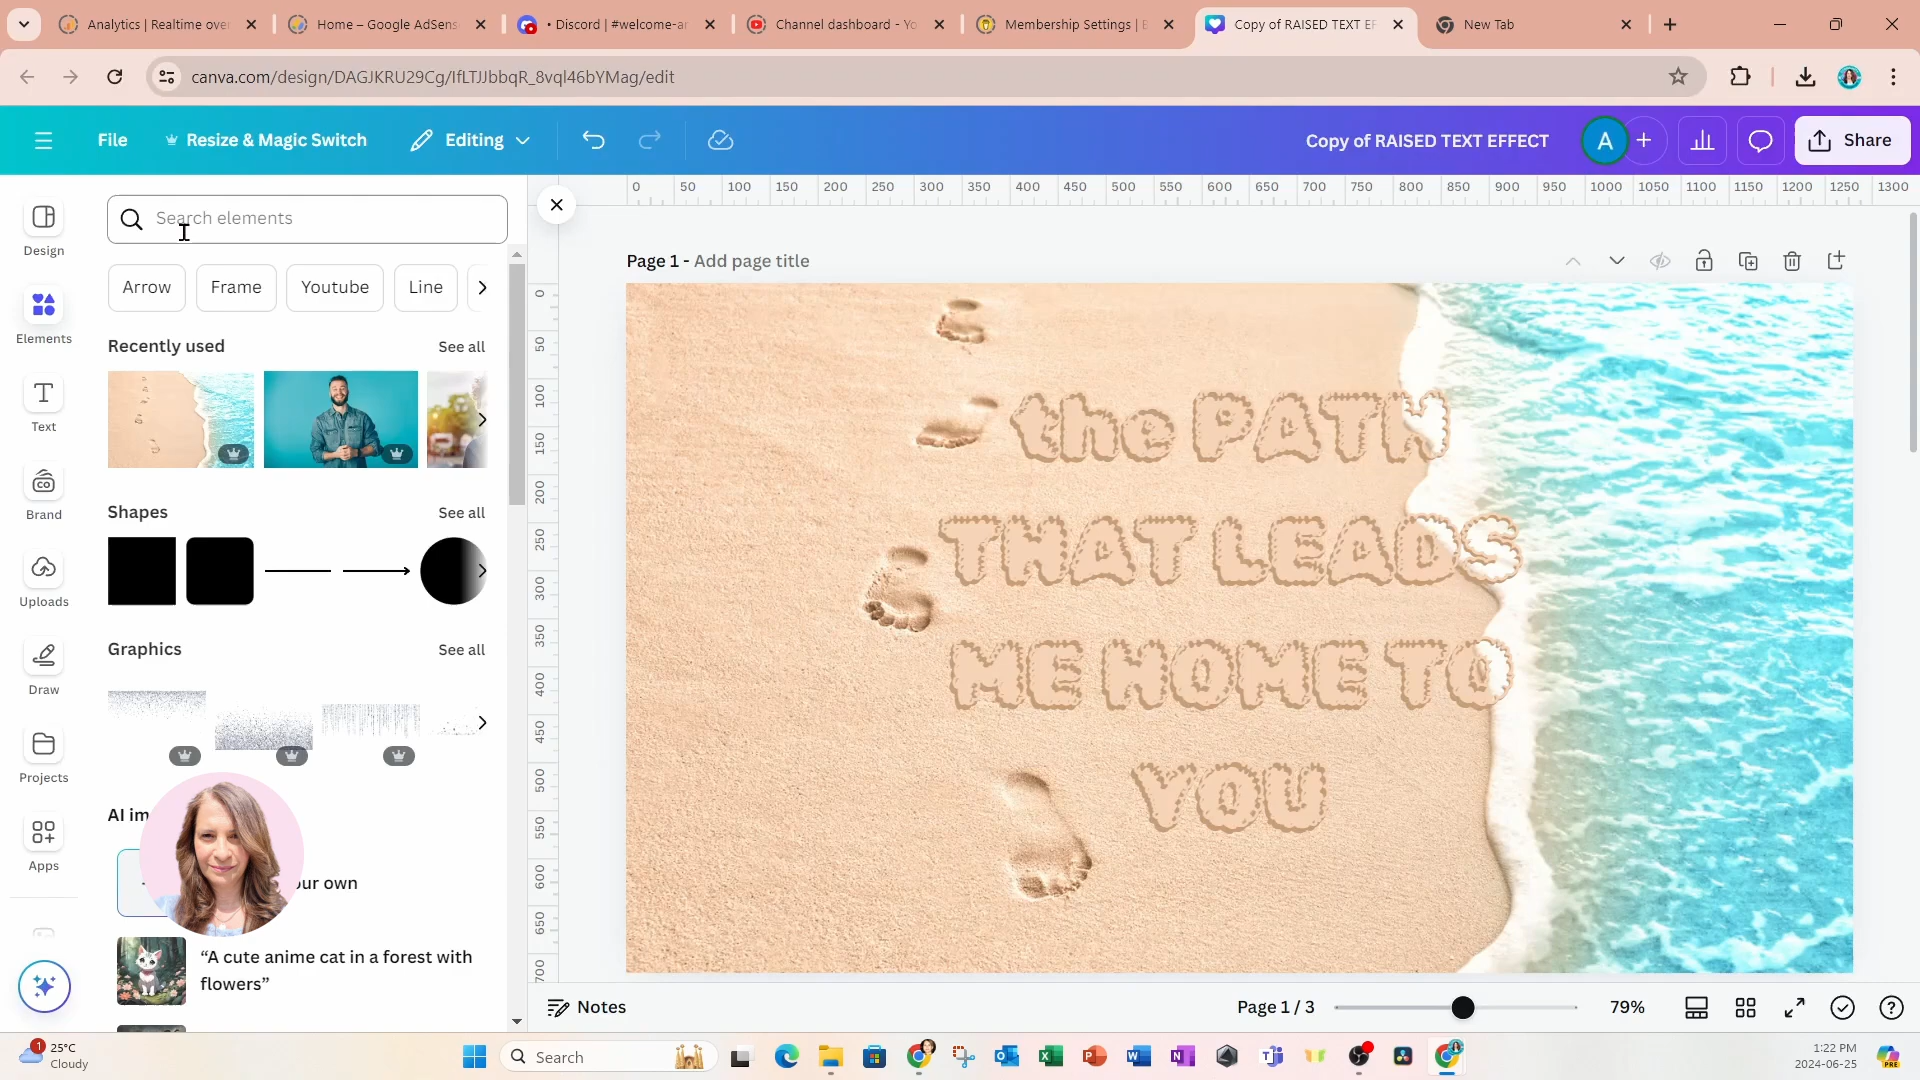 Analytics | Realtime over
Home – Google AdSens
• Discord | #welcome-ar
Channel dashboard - Yo
Membership Settings | B
Copy of RAISED TEXT EF
New Tab
canva.com/design/DAGJKRU29Cg/IfLTJJbbqR_8vql46bYMag/edit
File
Resize & Magic Switch
Editing
Copy of RAISED TEXT EFFECT
A
Share
Design
Elements
Text
Brand
Uploads
Draw
Projects
Apps
Search elements
Arrow
Frame
Youtube
Line
Recently used
See all
Shapes
See all
Graphics
See all
AI im
our own
“A cute anime cat in a forest with
flowers”
0 50 100 150 200 250 300 350 400 450 500 550 600 650 700 750 800 850 900 950 1000 1050 1100 1150 1200 1250 1300
0
50
100
150
200
250
300
350
400
450
500
550
600
650
700
Page 1 - Add page title
the PATH
THAT LEADS
ME HOME TO
YOU
Notes
Page 1 / 3
79%
1
25°C
Cloudy
Search
1:22 PM
2024-06-25
PRE